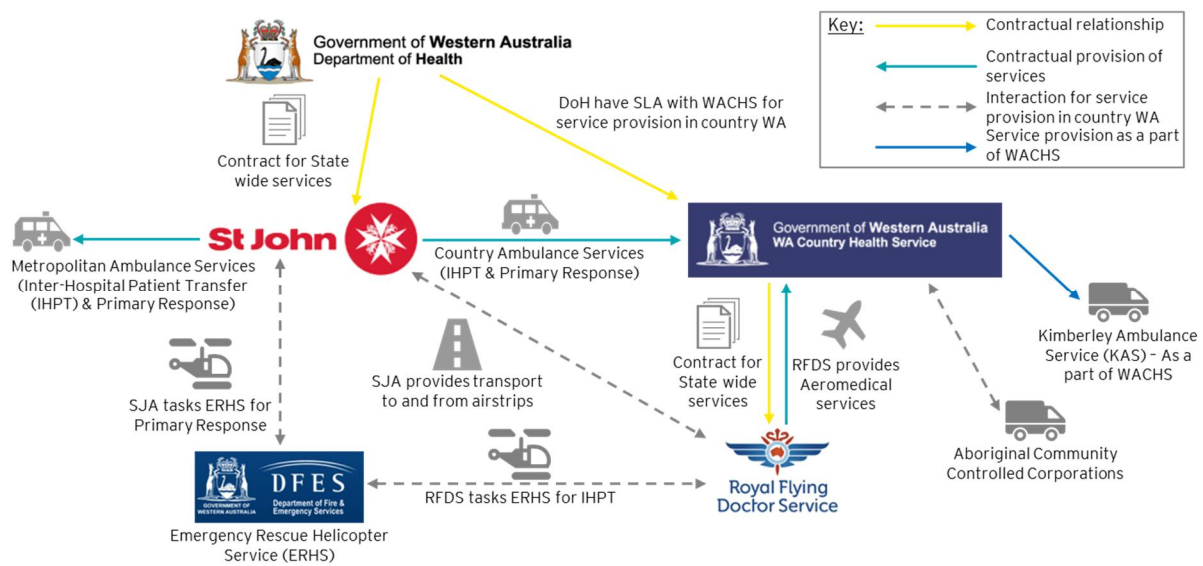 Government of Western Australia
Department of Health
Key:
Contractual relationship
Contractual provision of
services
Interaction for service
provision in country WA
Service provision as a part
of WACHS
DoH have SLA with WACHS for
service provision in country WA
Contract for State
wide services
St John
Metropolitan Ambulance Services
(Inter-Hospital Patient Transfer
(IHPT) & Primary Response)
Country Ambulance Services
(IHPT & Primary Response)
Government of Western Australia
WA Country Health Service
Kimberley Ambulance
Service (KAS) – As a
part of WACHS
SJA tasks ERHS for
Primary Response
SJA provides transport
to and from airstrips
Contract for
State wide
services
RFDS provides
Aeromedical
services
Aboriginal Community
Controlled Corporations
RFDS tasks ERHS for IHPT
GOVERNMENT OF
WESTERN AUSTRALIA
DFES
Department of Fire &
Emergency Services
Emergency Rescue Helicopter
Service (ERHS)
Royal Flying
Doctor Service